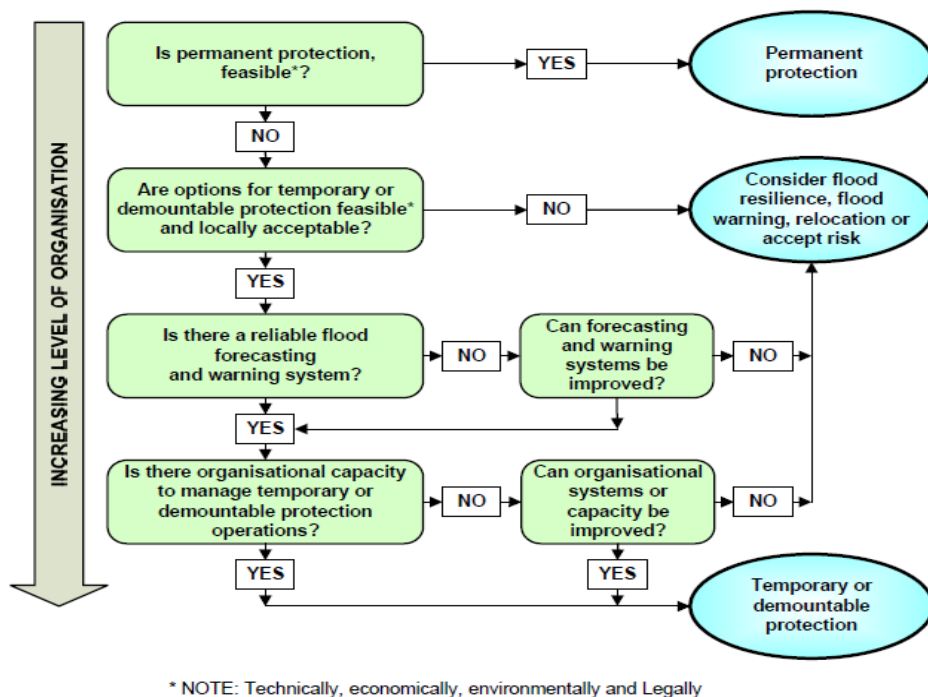 INCREASING LEVEL OF ORGANISATION
Is permanent protection,
feasible*?
YES
Permanent
protection
NO
Are options for temporary or
demountable protection feasible*
and locally acceptable?
NO
Consider flood
resilience, flood
warning, relocation or
accept risk
YES
Is there a reliable flood
forecasting
and warning system?
NO
Can forecasting
and warning
systems be
improved?
NO
YES
Is there organisational capacity
to manage temporary or
demountable protection
operations?
NO
Can organisational
systems or
capacity be
improved?
NO
YES
YES
Temporary or
demountable
protection
* NOTE: Technically, economically, environmentally and Legally